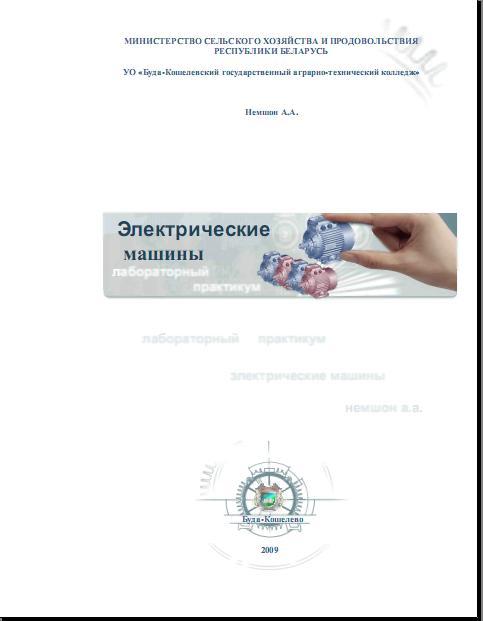 МИНИСТЕРСТВО СЕЛЬСКОГО ХОЗЯЙСТВА И ПРОДОВОЛЬСТВИЯ
РЕСПУБЛИКИ БЕЛАРУСЬ
УО «Буда-Кошелевский государственный аграрно-технический колледж»
Немшон А.А.
Электрические
машины
лабораторный
практикум
лабораторный практикум
электрические машины
немшон а.а.
Буда-Кошелево
2009